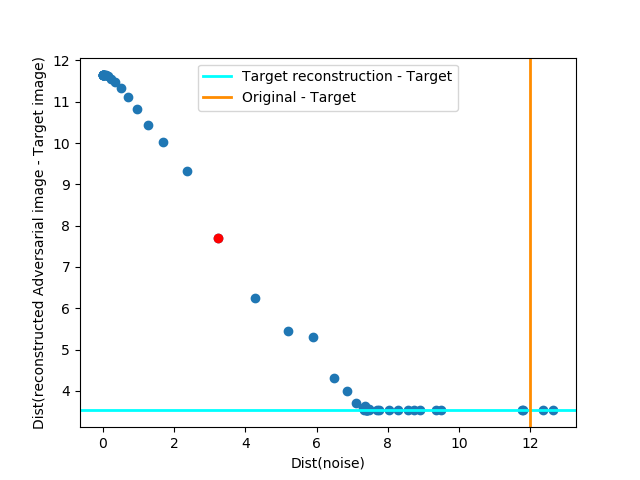 Dist(reconstructed Adversarial image - Target image)
12
11
10
9
8
7
6
5
4
Target reconstruction - Target
Original - Target
0 2 4 6 8 10 12
Dist(noise)